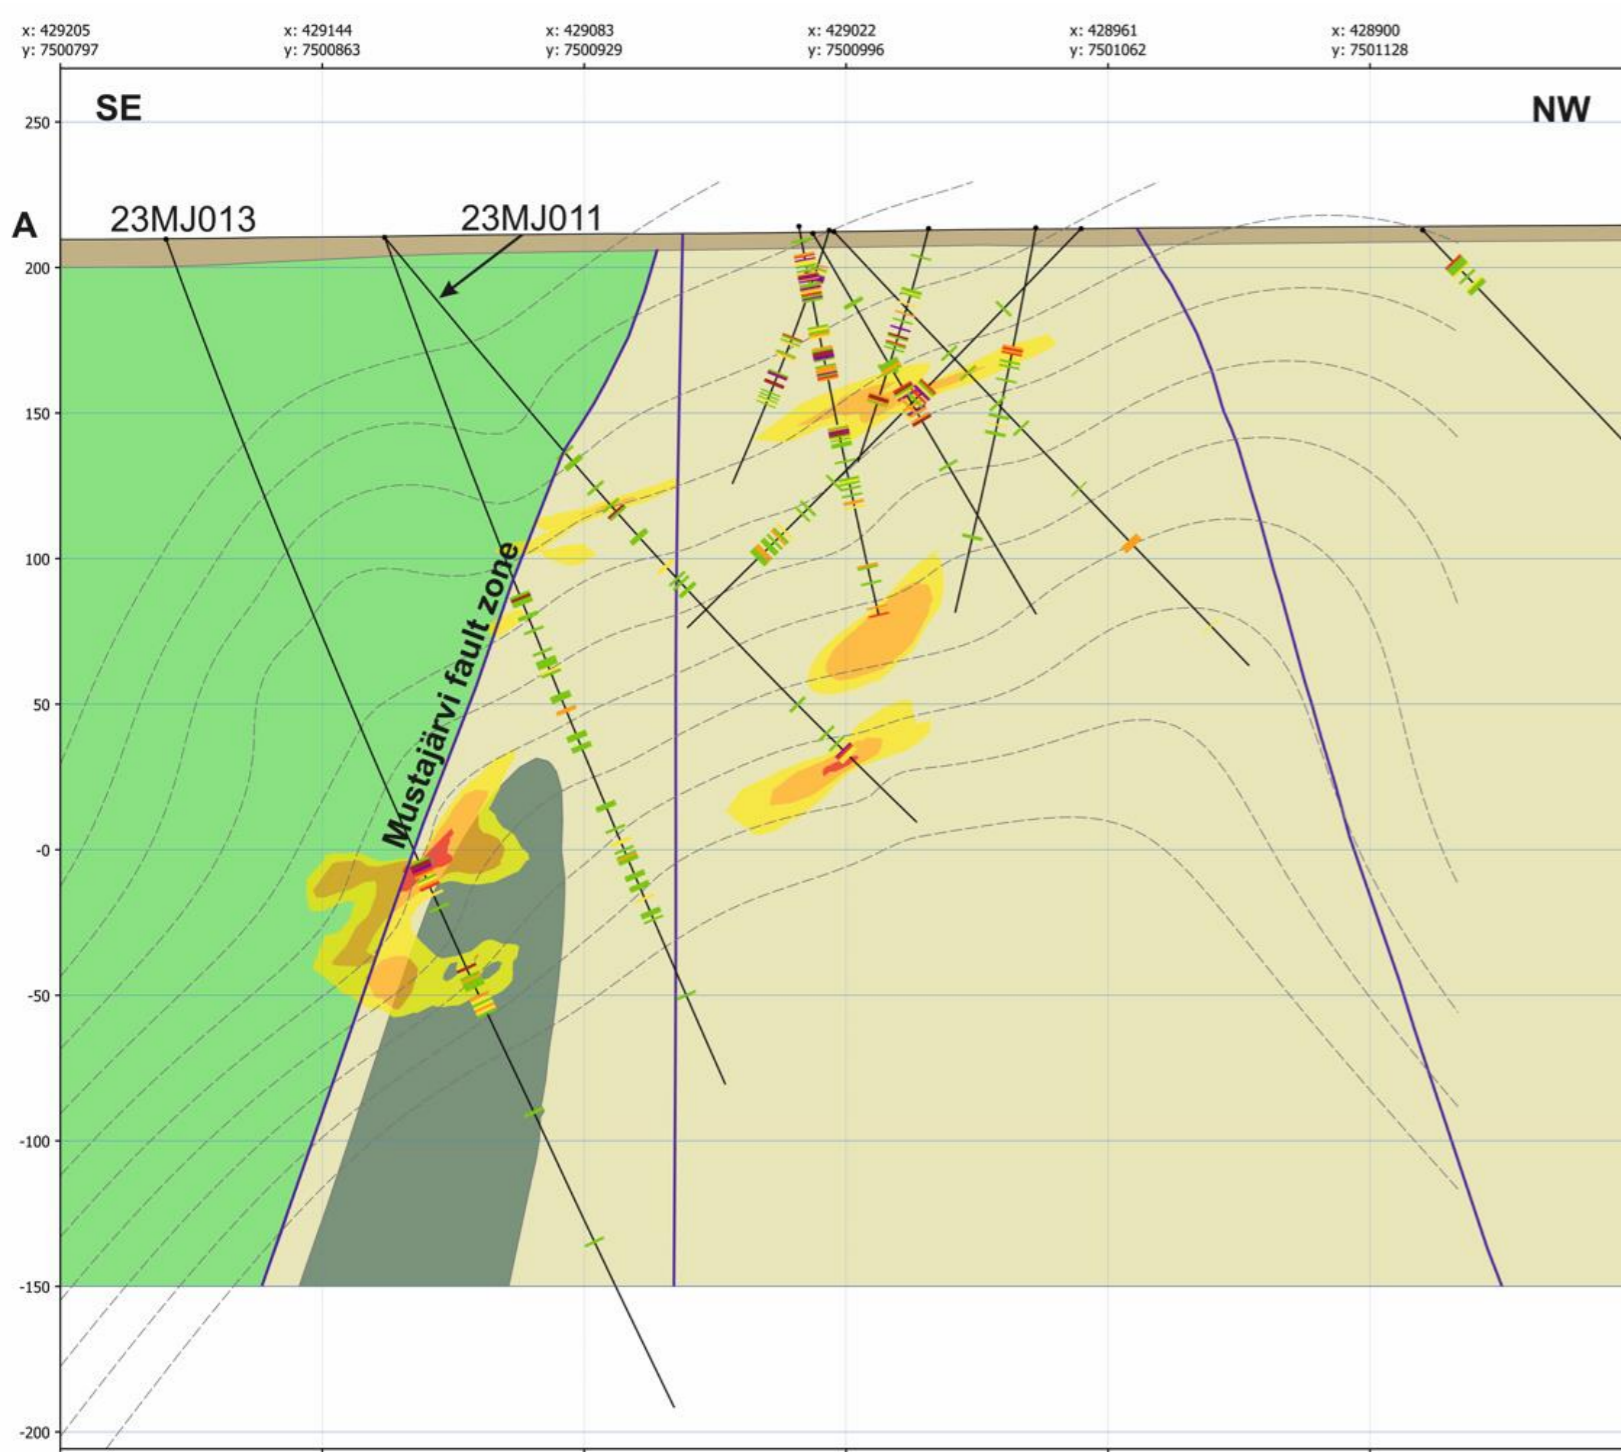 x: 429205
y: 7500797
x: 429144
y: 7500863
x: 429083
y: 7500929
x: 429022
y: 7500996
x: 428961
y: 7501062
x: 428900
y: 7501128
SE
NW
250
A
23MJ013
23MJ011
200
150
100
Mustajärvi fault zone
50
-0
-50
-100
-150
-200